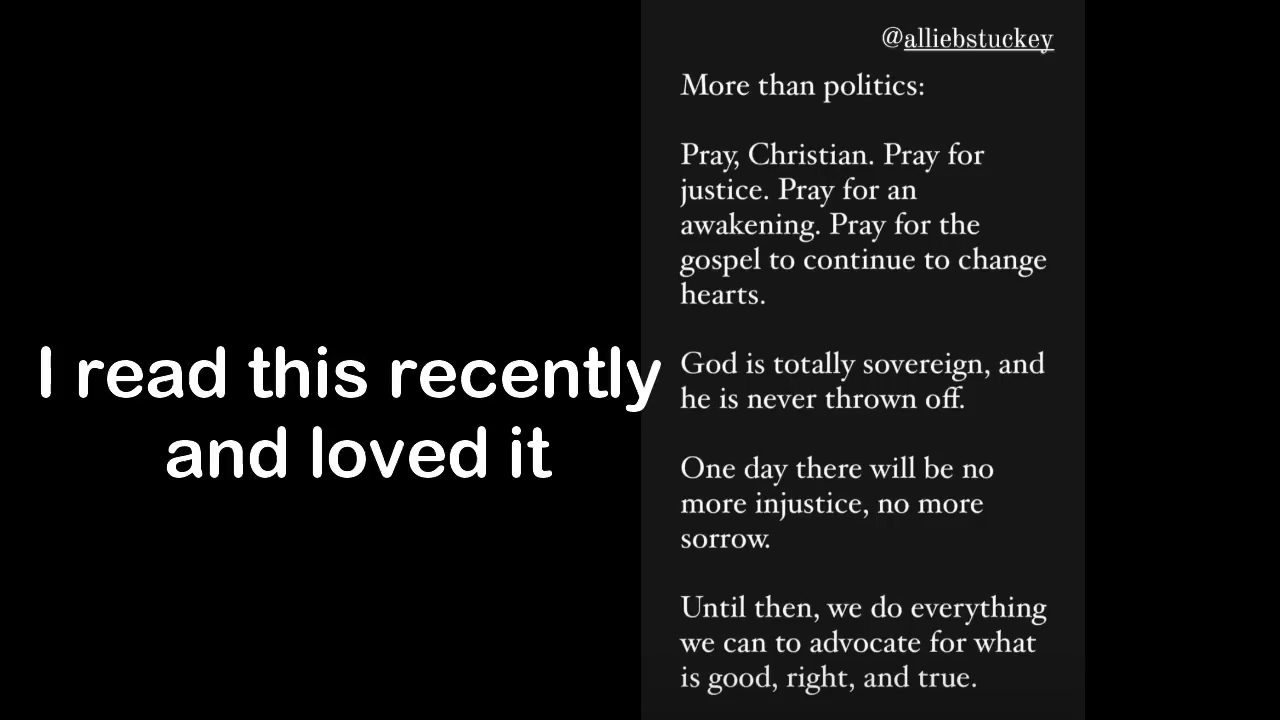 I read this recently
and loved it
@alliebstuckey
More than politics:
Pray, Christian. Pray for
justice. Pray for an
awakening. Pray for the
gospel to continue to change
hearts.
God is totally sovereign, and
he is never thrown off.
One day there will be no
more injustice, no more
sorrow.
Until then, we do everything
we can to advocate for what
is good, right, and true.